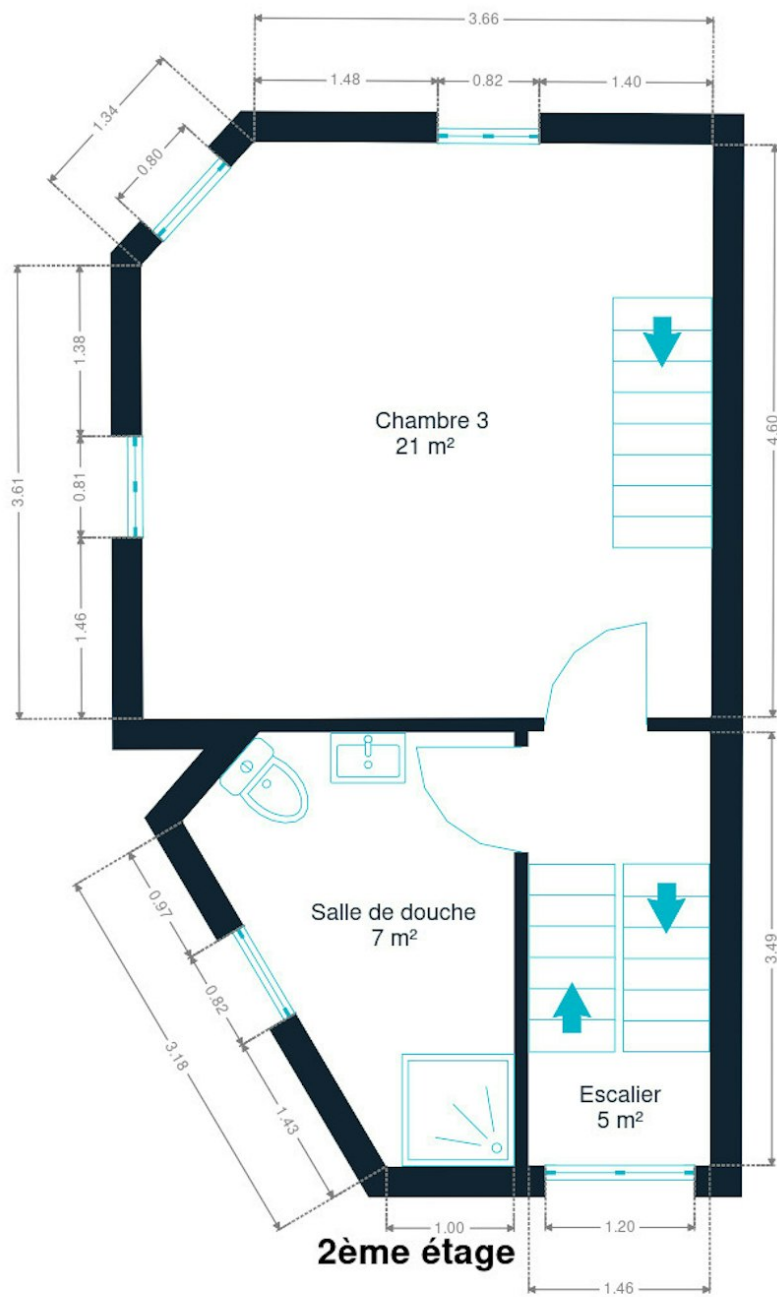 3.66
1.48
0.82
1.40
1.34
0.80
1.38
3.61
0.81
1.46
4.60
Chambre 3
21 m²
0.97
0.82
3.18
1.43
Salle de douche
7 m²
3.49
Escalier
5 m²
1.00
1.20
2ème étage
1.46